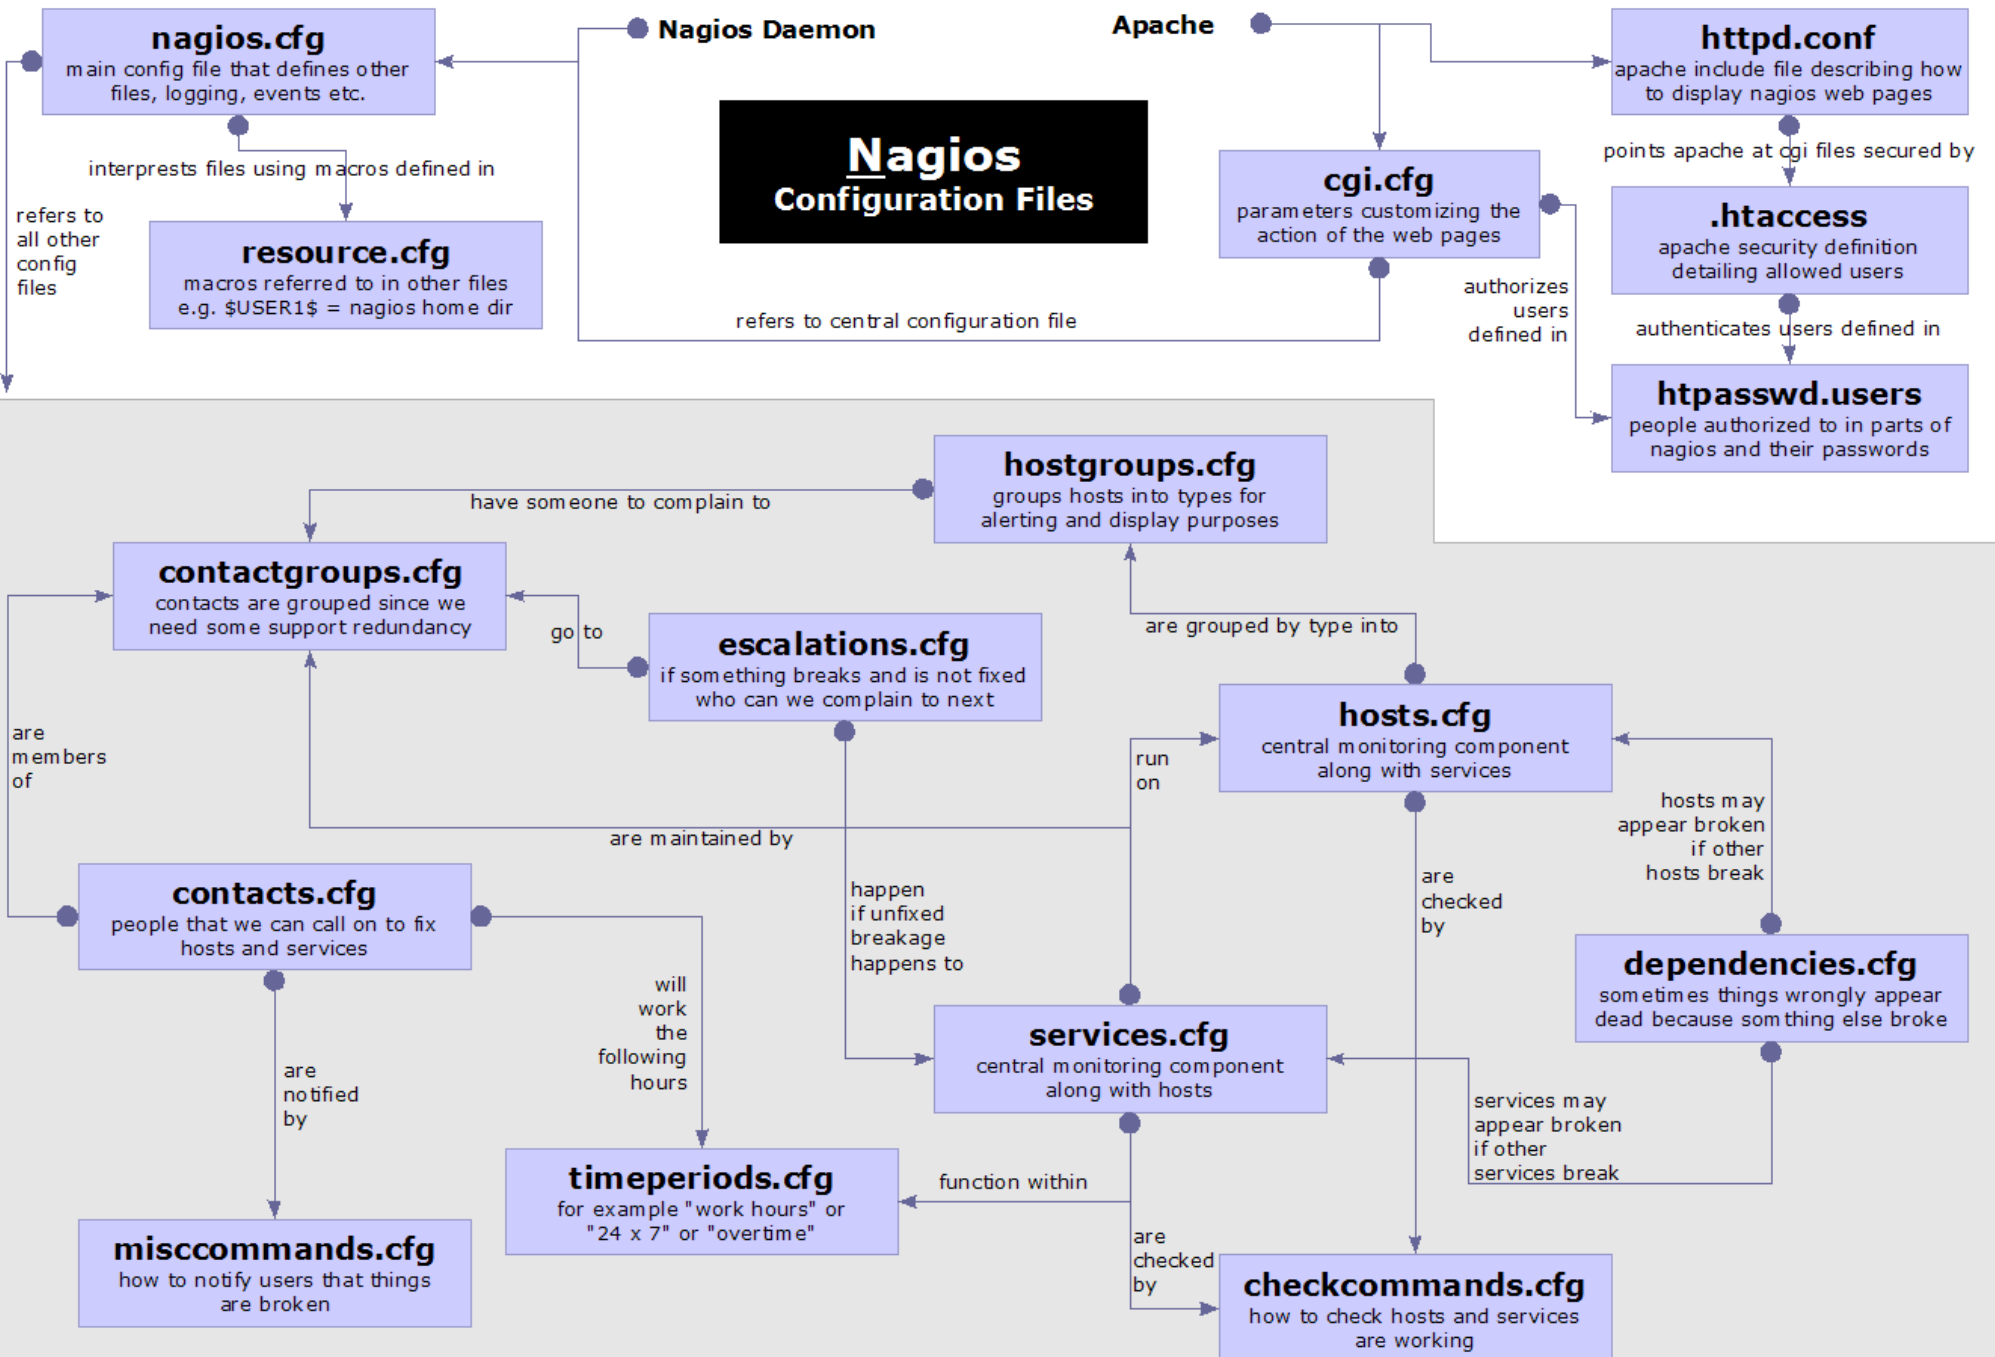 nagios.cfg
main config file that defines other
files, logging, events etc.
Nagios Daemon
Apache
httpd.conf
apache include file describing how
to display nagios web pages
interprests files using macros defined in
points apache at cgi files secured by
Nagios
Configuration Files
cgi.cfg
parameters customizing the
action of the web pages
.htaccess
apache security definition
detailing allowed users
refers to
all other
config
files
resource.cfg
macros referred to in other files
e.g. $USER1$ = nagios home dir
refers to central configuration file
authorizes
users
defined in
authenticates users defined in
htpasswd.users
people authorized to in parts of
nagios and their passwords
hostgroups.cfg
groups hosts into types for
alerting and display purposes
have someone to complain to
contactgroups.cfg
contacts are grouped since we
need some support redundancy
go to
escalations.cfg
if something breaks and is not fixed
who can we complain to next
are grouped by type into
hosts.cfg
central monitoring component
along with services
are
members
of
run
on
are maintained by
hosts may
appear broken
if other
hosts break
contacts.cfg
people that we can call on to fix
hosts and services
happen
if unfixed
breakage
happens to
are
checked
by
dependencies.cfg
sometimes things wrongly appear
dead because somthing else broke
will
work
the
following
hours
services.cfg
central monitoring component
along with hosts
are
notified
by
services may
appear broken
if other
services break
timeperiods.cfg
for example "work hours" or
"24 x 7" or "overtime"
function within
misccommands.cfg
how to notify users that things
are broken
are
checked
by
checkcommands.cfg
how to check hosts and services
are working